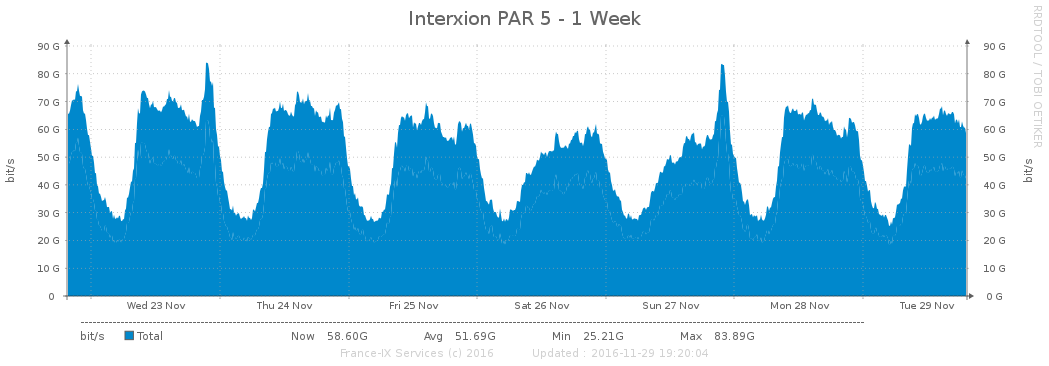 Interxion PAR 5 - 1 Week
RRDTOOL / TOBI OETIKER
90 G 90 G
80 G 80 G
70 G 70 G
60 G 60 G
50 G 50 G
40 G 40 G
30 G 30 G
20 G 20 G
10 G 10 G
0 0 G
bit/s bit/s
Wed 23 Nov Thu 24 Nov Fri 25 Nov Sat 26 Nov Sun 27 Nov Mon 28 Nov Tue 29 Nov
bit/s Total Now 58.60G Avg 51.69G Min 25.21G Max 83.89G
France-IX Services (c) 2016 Updated : 2016-11-29 19:20:04